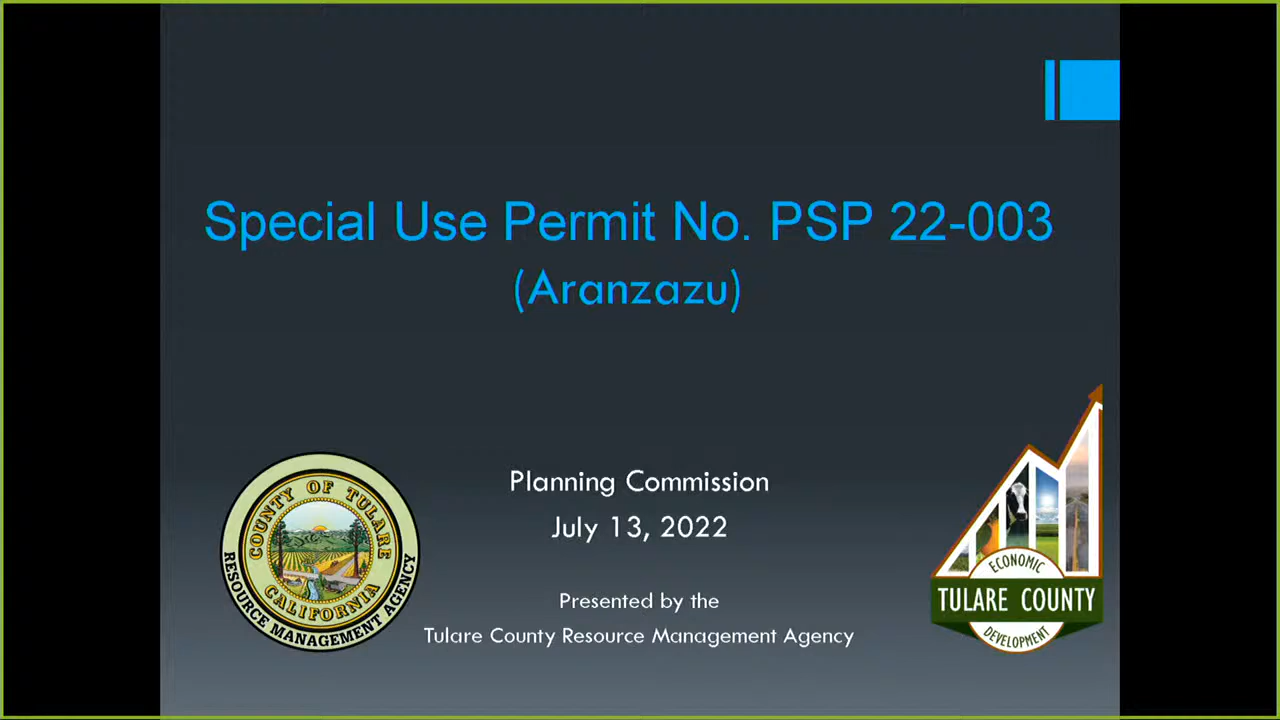 Special Use Permit No. PSP 22-003
(Aranzazu)
Planning Commission
July 13, 2022
Presented by the
Tulare County Resource Management Agency
COUNTY OF TULARE
CALIFORNIA
RESOURCE MANAGEMENT AGENCY
ECONOMIC
TULARE COUNTY
DEVELOPMENT